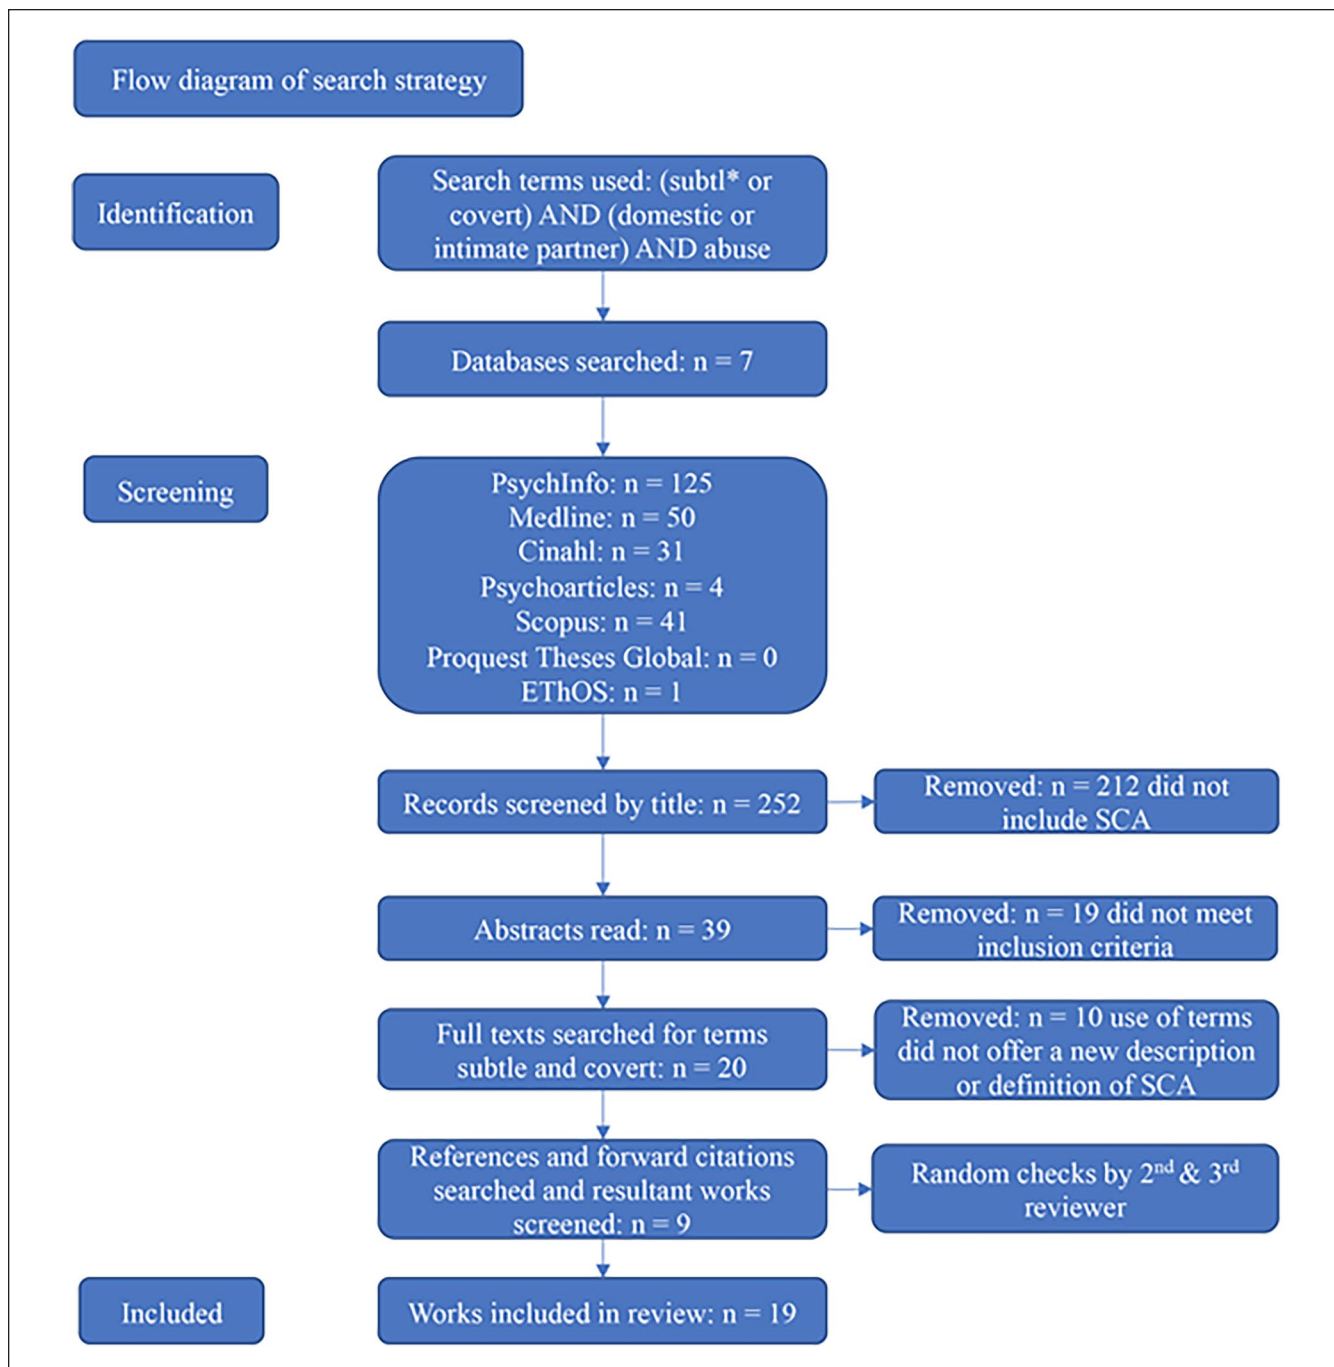 Flow diagram of search strategy
Identification
Search terms used: (subtl* or
covert) AND (domestic or
intimate partner) AND abuse
Databases searched: n = 7
Screening
PsychInfo: n = 125
Medline: n = 50
Cinahl: n = 31
Psychoarticles: n = 4
Scopus: n = 41
Proquest Theses Global: n = 0
EThOS: n = 1
Records screened by title: n = 252
Removed: n = 212 did not
include SCA
Abstracts read: n = 39
Removed: n = 19 did not meet
inclusion criteria
Full texts searched for terms
subtle and covert: n = 20
Removed: n = 10 use of terms
did not offer a new description
or definition of SCA
References and forward citations
searched and resultant works
screened: n = 9
Random checks by 2nd & 3rd
reviewer
Included
Works included in review: n = 19